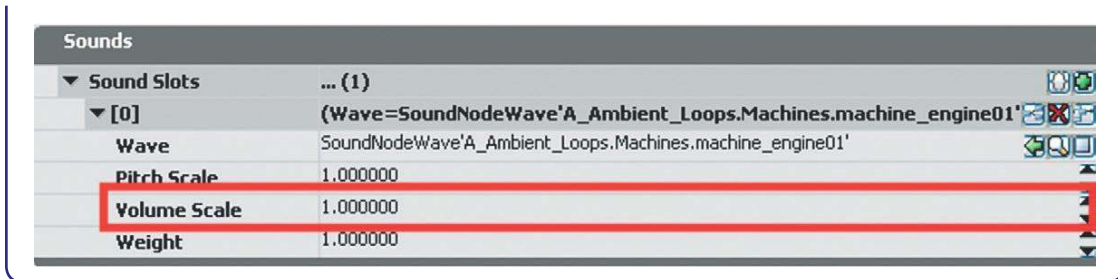 Sounds
Sound Slots ... (1)
[0] (Wave=SoundNodeWave'A_Ambient_Loops.Machines.machine_engine01'
Wave SoundNodeWave'A_Ambient_Loops.Machines.machine_engine01'
Pitch Scale 1.000000
Volume Scale 1.000000
Weight 1.000000